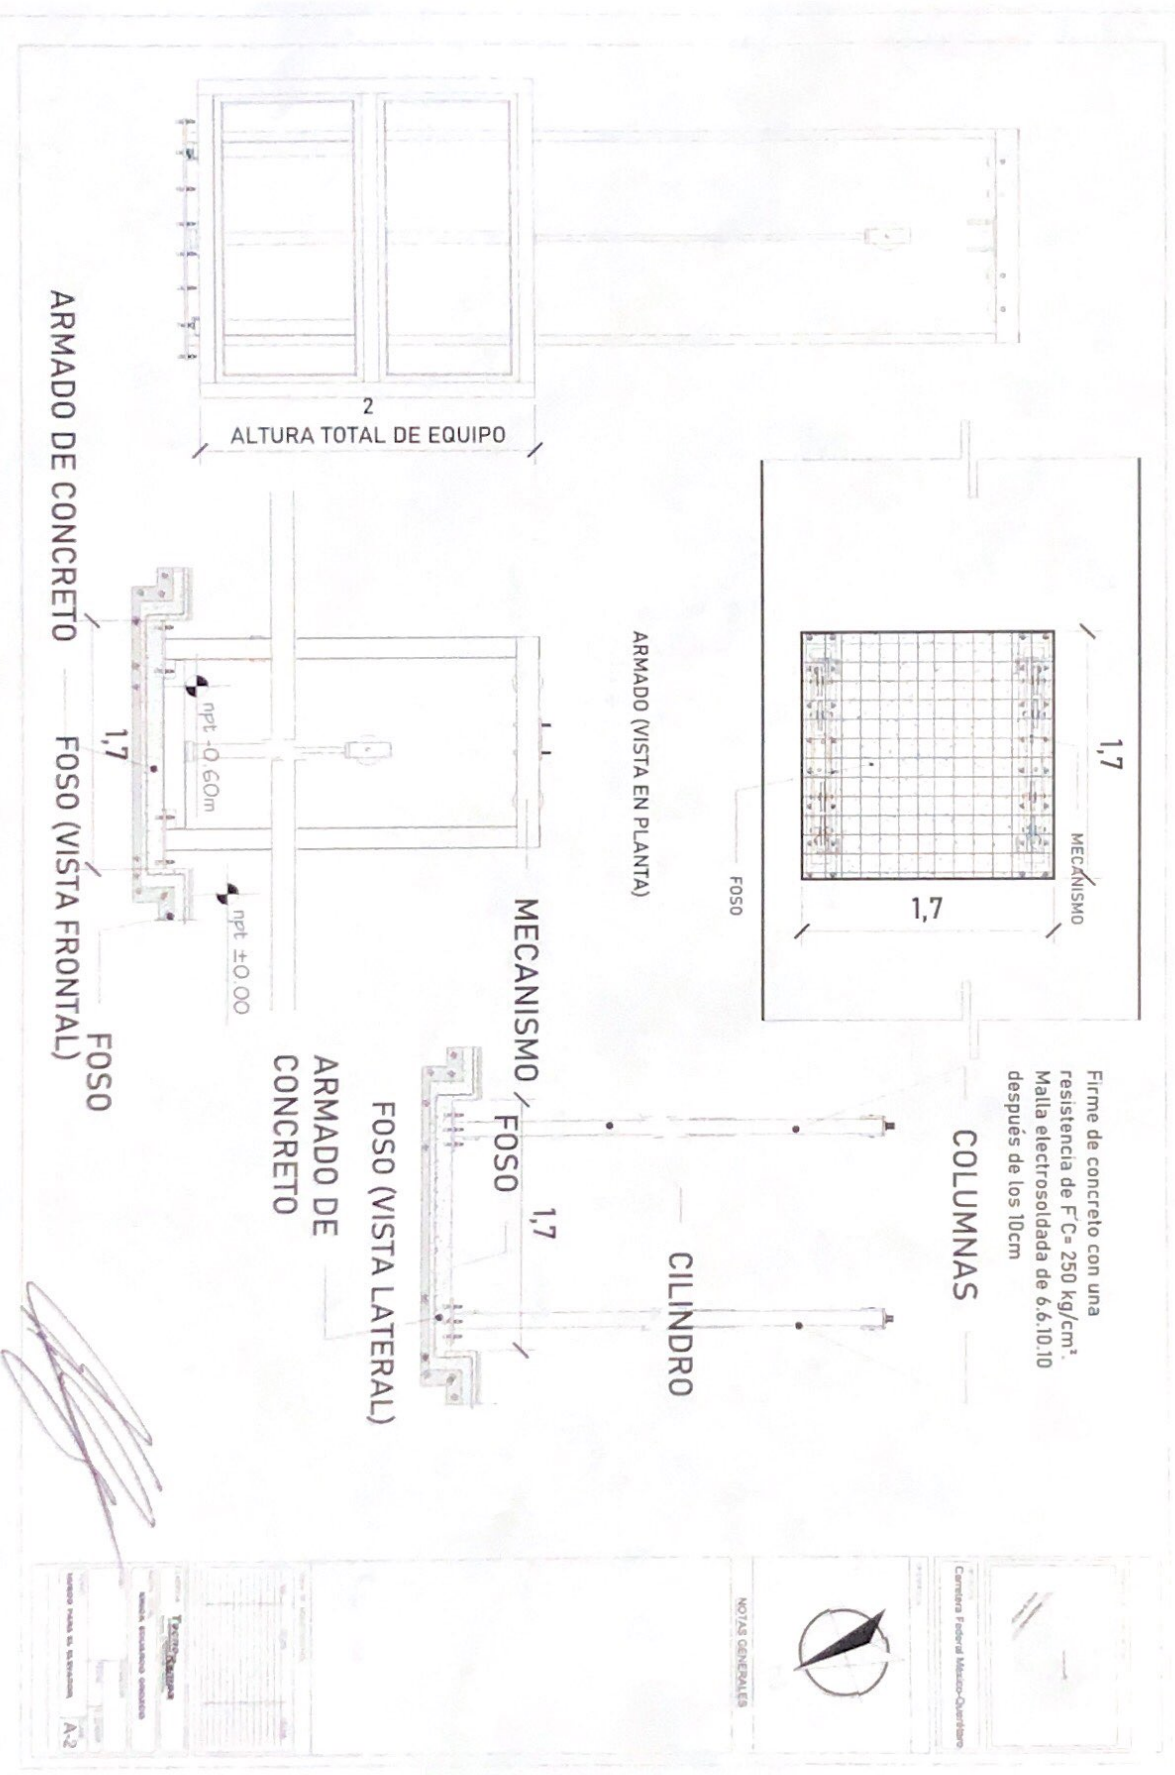 2
ALTURA TOTAL DE EQUIPO
1,7
MECANISMO
1,7
FOSO
ARMADO (VISTA EN PLANTA)
Firme de concreto con una
resistencia de F'C= 250 kg/cm².
Malla electrosoldada de 6.6.10.10
después de los 10cm
COLUMNAS
CILINDRO
1,7
MECANISMO
FOSO
FOSO (VISTA LATERAL)
ARMADO DE
CONCRETO
npt ±0.00
npt -0.60m
1,7
FOSO
ARMADO DE CONCRETO
FOSO (VISTA FRONTAL)
Carretera Federal México-Querétaro
NOTAS GENERALES
A-2